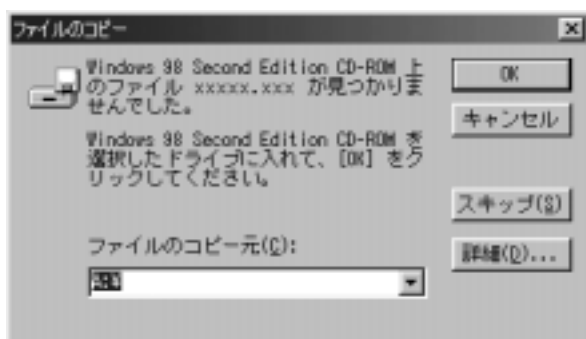 ファイルのコピー
Windows 98 Second Edition CD-ROM 上
のファイル xxxxx.xxx が見つかりま
せんでした。
Windows 98 Second Edition CD-ROM を
選択したドライブに入れて、[OK] をク
リックしてください。
ファイルのコピー元(C):
OK
キャンセル
スキップ(S)
詳細(D)...